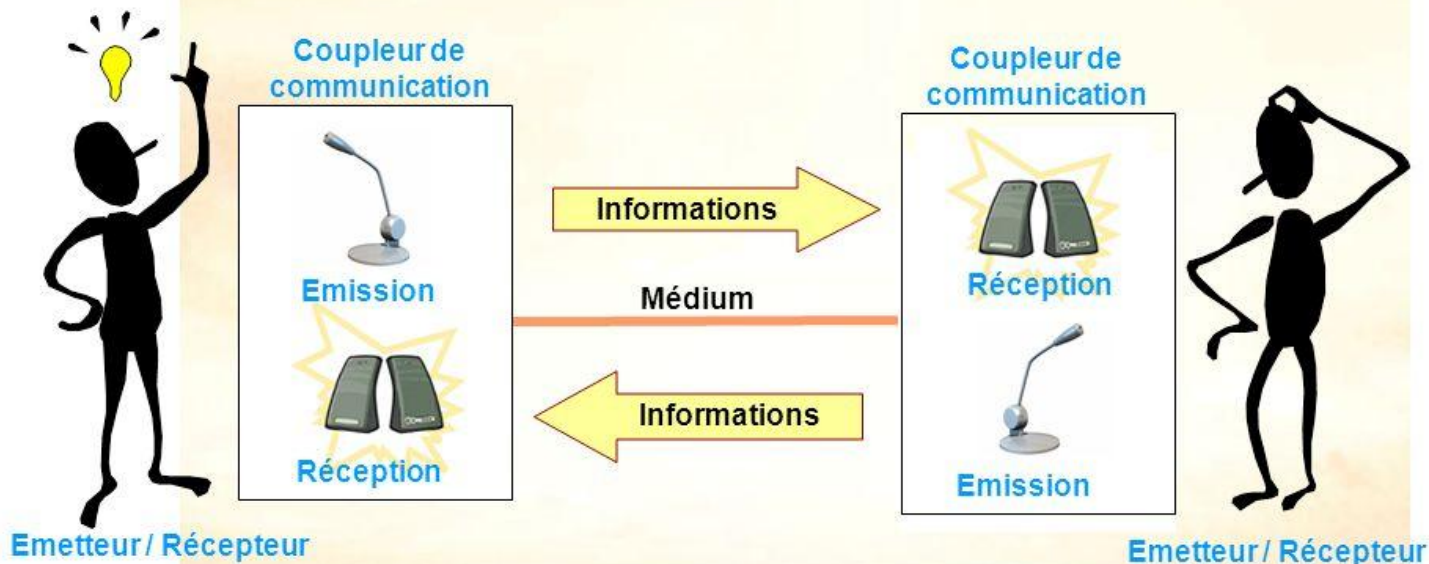 Coupleur de
communication
Emission
Réception
Emetteur / Récepteur
Informations
Médium
Informations
Coupleur de
communication
Réception
Emission
Emetteur / Récepteur